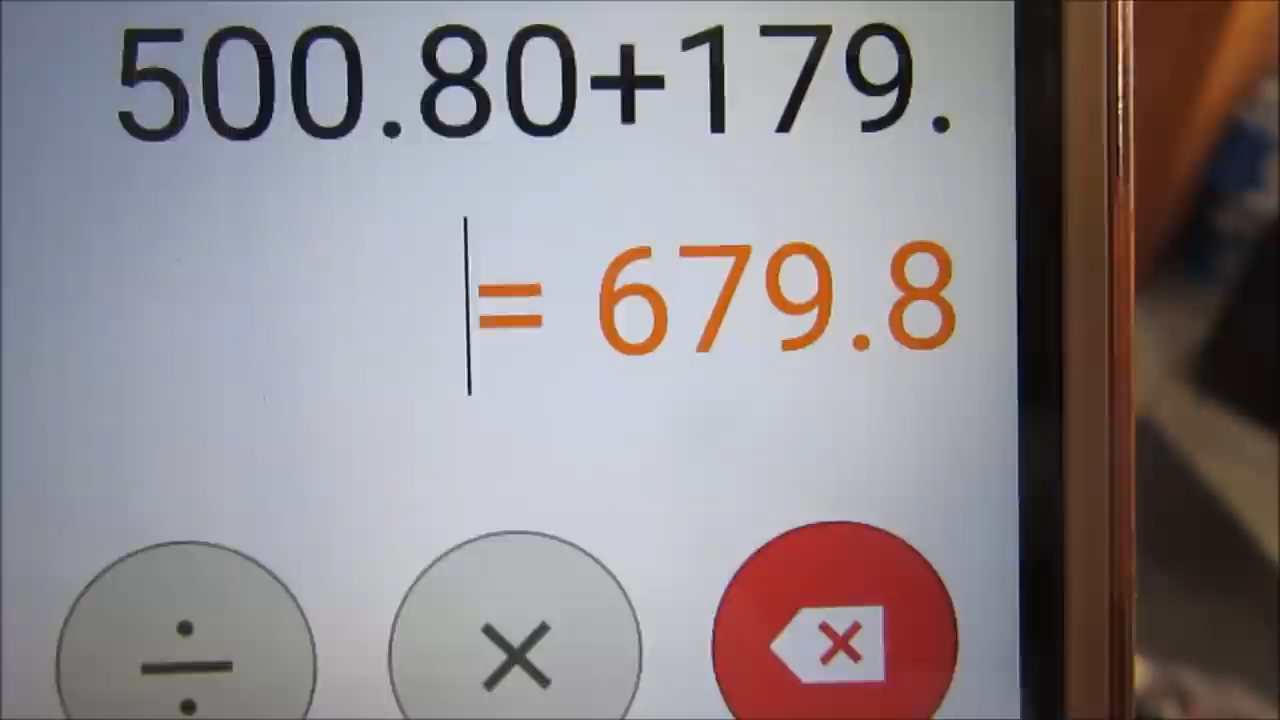 500.80+179.
= 679.8
÷ ×